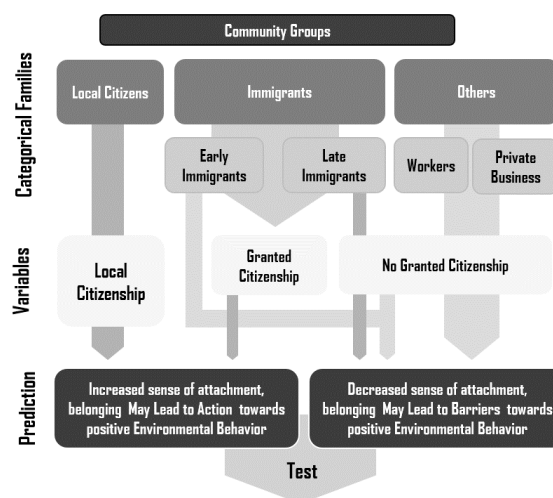 Community Groups
Categorical Families
Local Citizens
Immigrants
Others
Early
Immigrants
Late
Immigrants
Workers
Private
Business
Variables
Local
Citizenship
Granted
Citizenship
No Granted Citizenship
Prediction
Increased sense of attachment,
belonging May Lead to Action towards
positive Environmental Behavior
Decreased sense of attachment,
belonging May Lead to Barriers towards
positive Environmental Behavior
Test